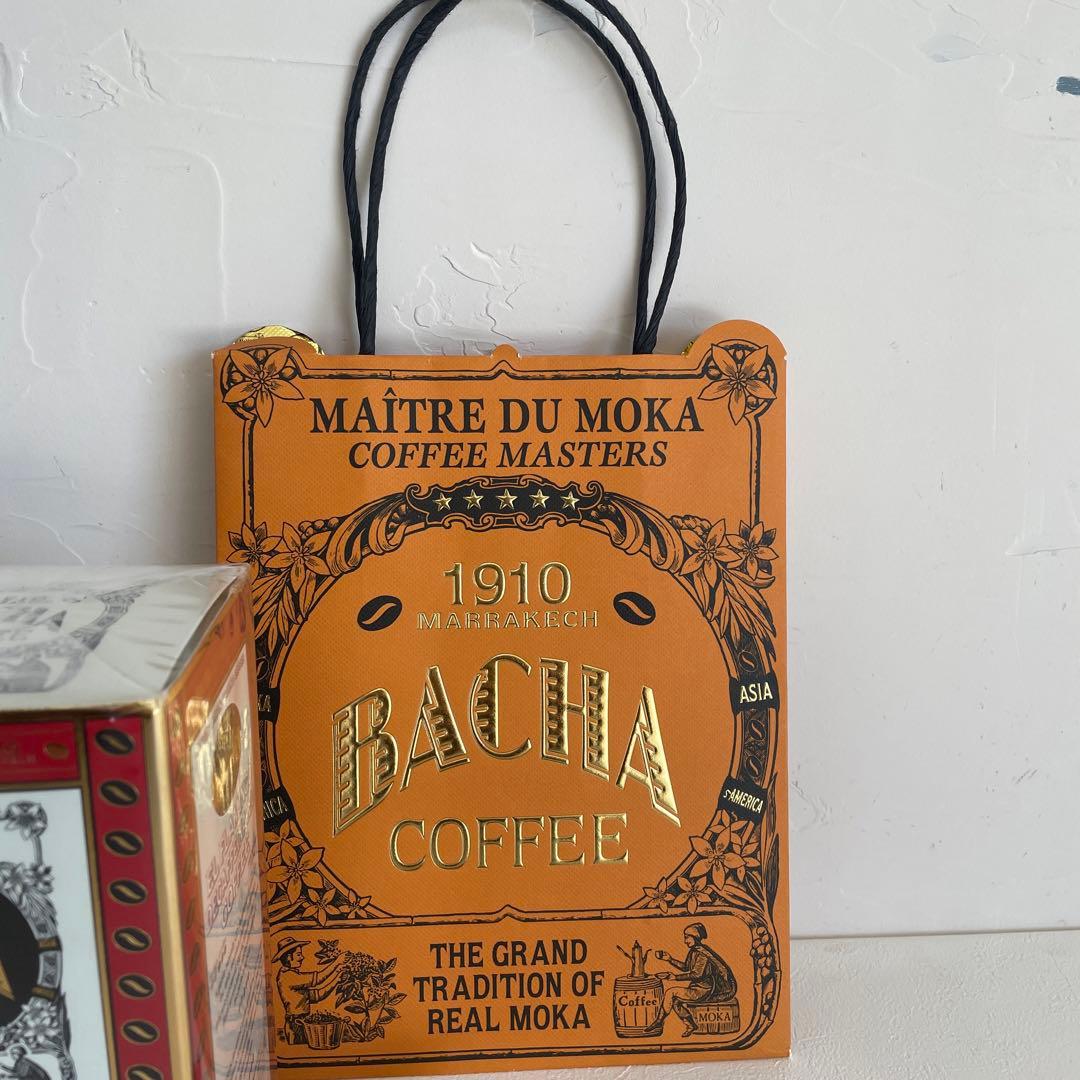 MAÎTRE DU MOKA
COFFEE MASTERS
1910
MARRAKECH
BACHA
COFFEE
ASIA
S.AMERICA
THE GRAND
TRADITION OF
REAL MOKA
Coffee
MOKA